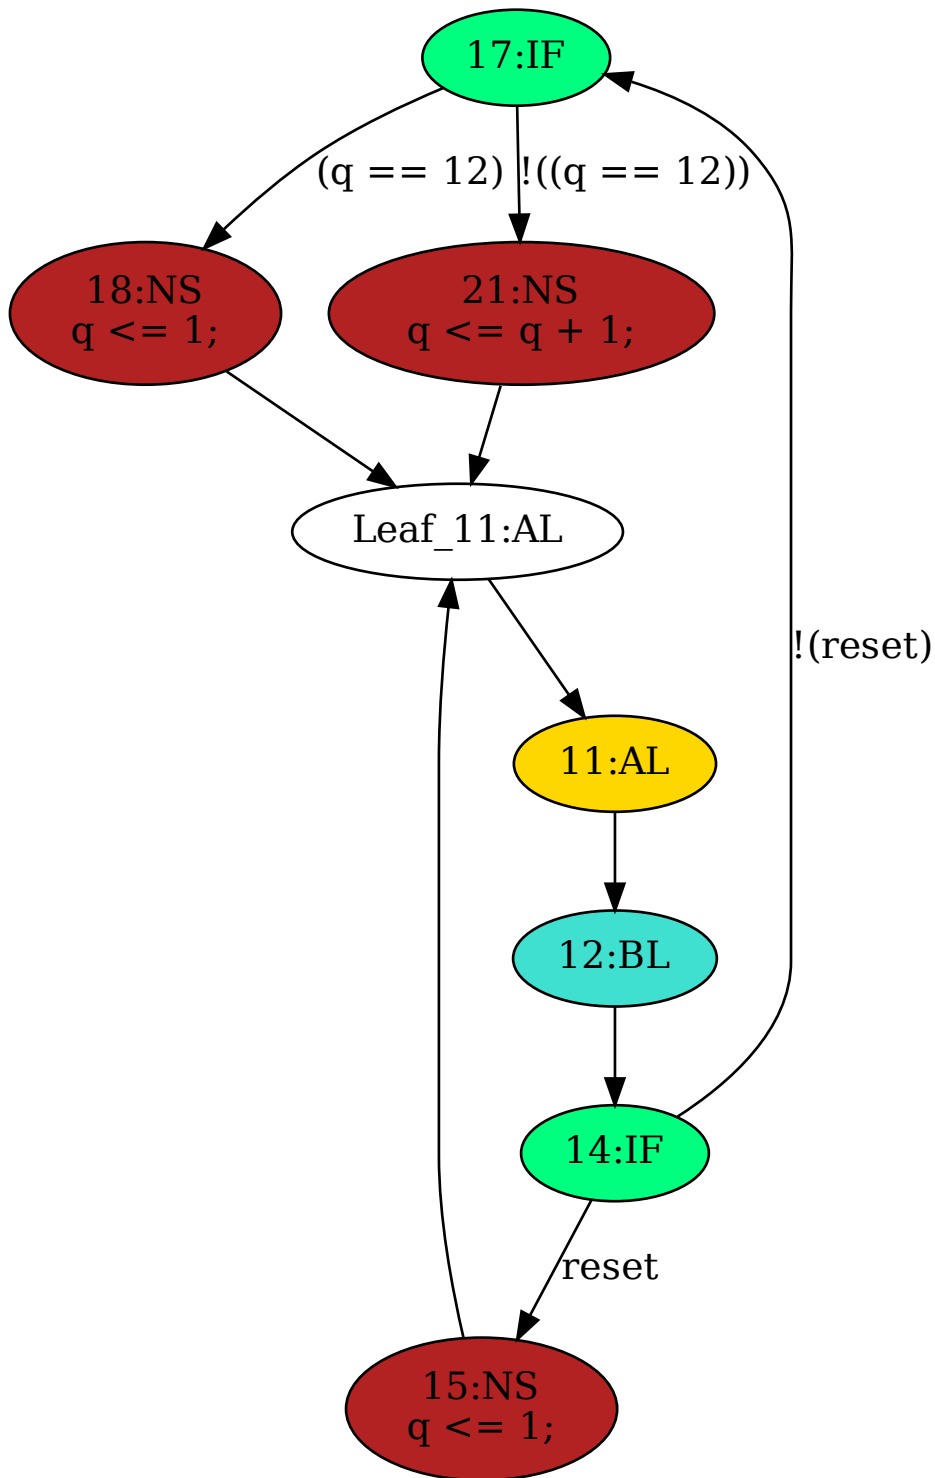 17:IF
(q == 12)
!((q == 12))
18:NS
q <= 1;
21:NS
q <= q + 1;
Leaf_11:AL
!(reset)
11:AL
12:BL
14:IF
reset
15:NS
q <= 1;